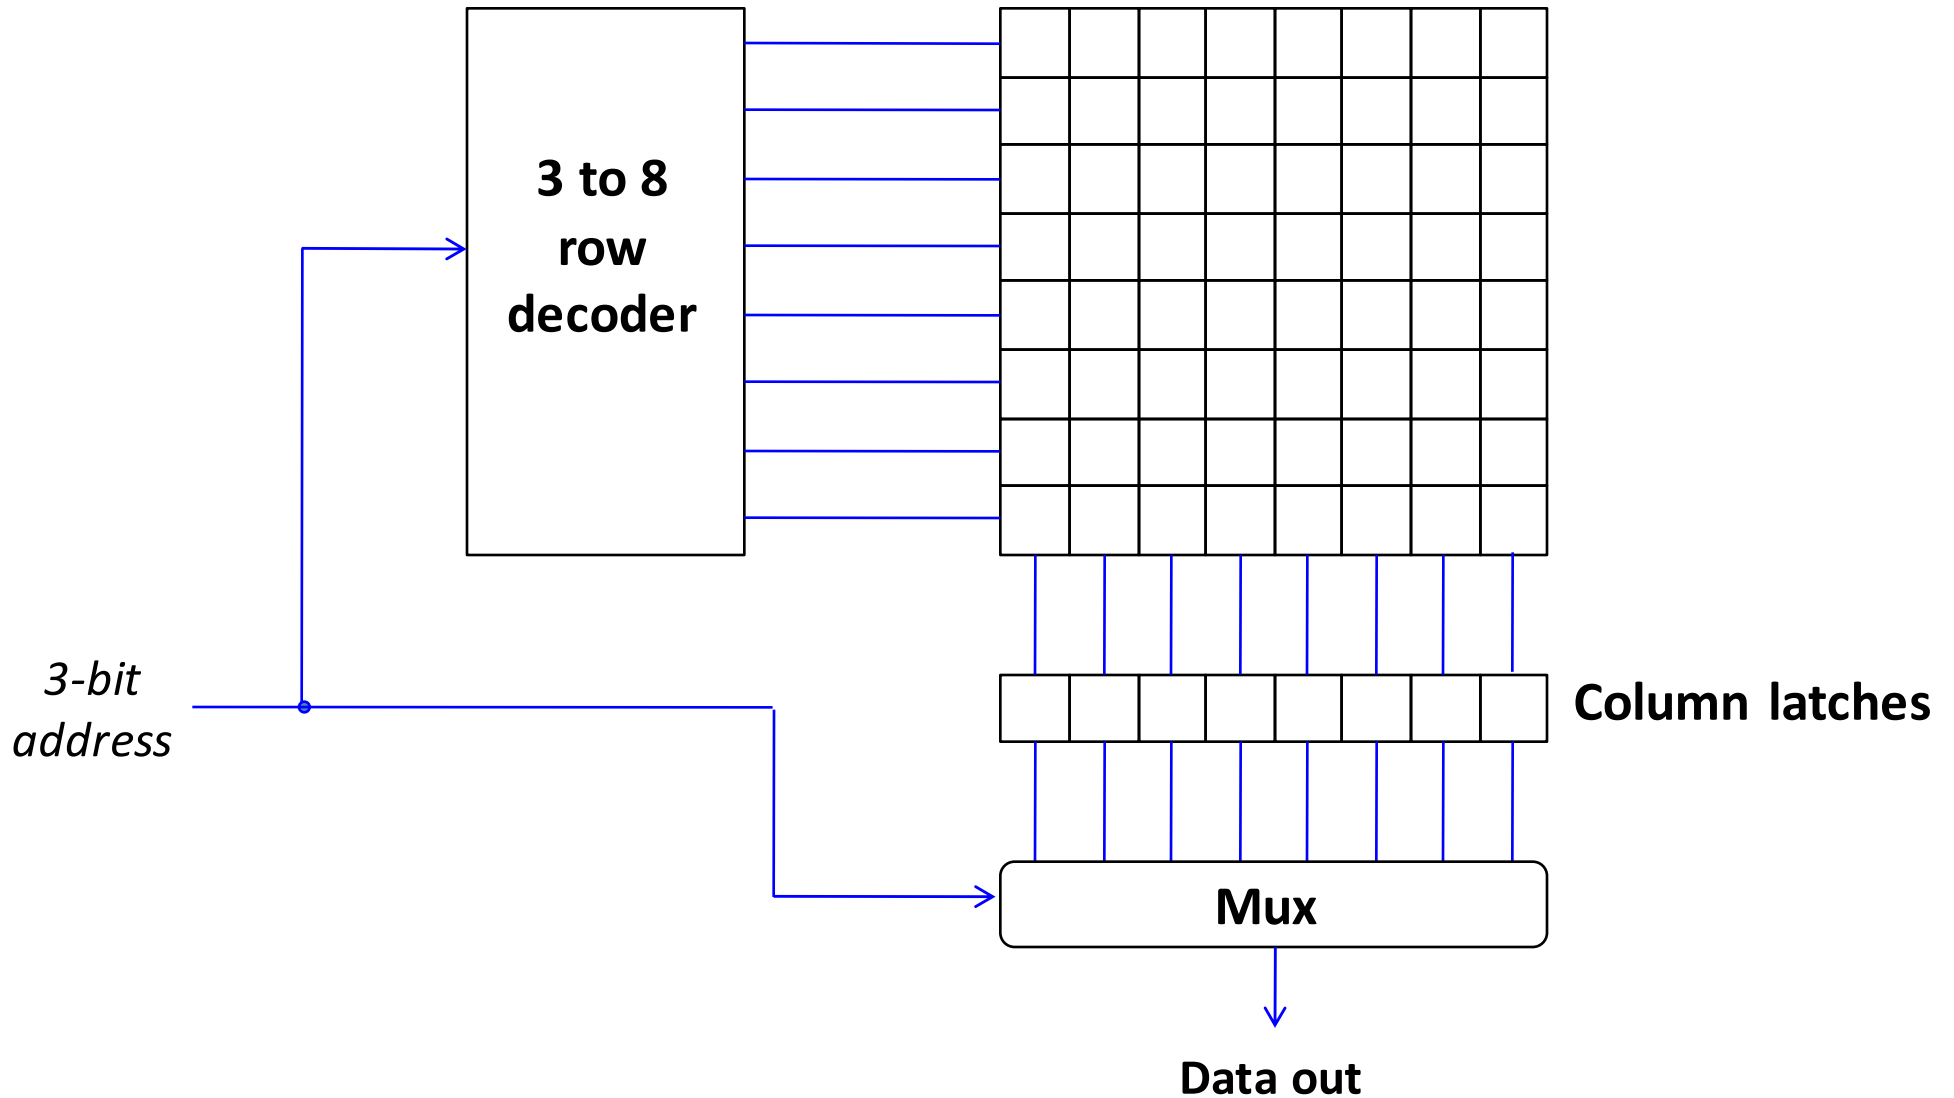 3 to 8
row
decoder
3-bit
address
Column latches
Mux
Data out